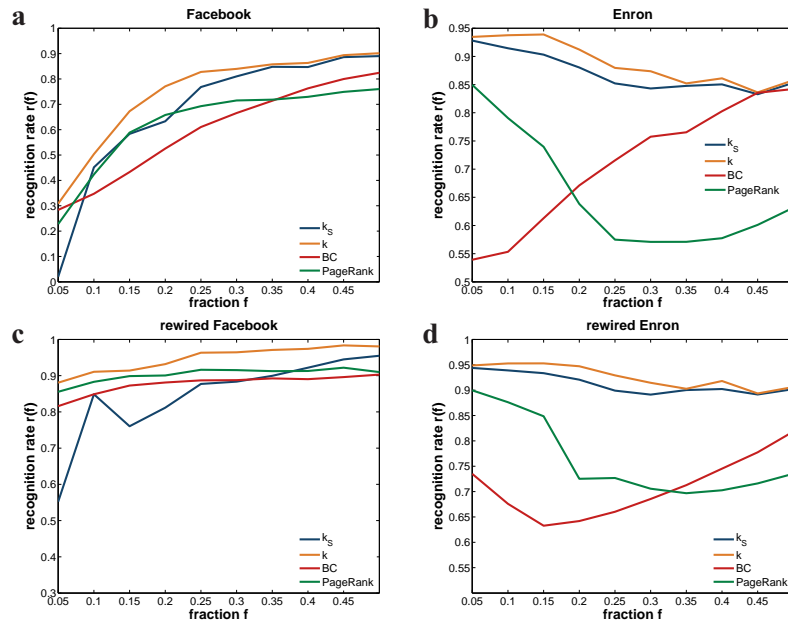 a
Facebook
1
0.9
0.8
0.7
0.6
0.5
0.4
0.3
0.2
0.1
0
recognition rate r(f)
0.05 0.1 0.15 0.2 0.25 0.3 0.35 0.4 0.45
fraction f
k_S
k
BC
PageRank
b
Enron
0.95
0.9
0.85
0.8
0.75
0.7
0.65
0.6
0.55
0.5
recognition rate r(f)
0.05 0.1 0.15 0.2 0.25 0.3 0.35 0.4 0.45
fraction f
k_S
k
BC
PageRank
c
rewired Facebook
1
0.9
0.8
0.7
0.6
0.5
0.4
0.3
recognition rate r(f)
0.05 0.1 0.15 0.2 0.25 0.3 0.35 0.4 0.45
fraction f
k_S
k
BC
PageRank
d
rewired Enron
1
0.95
0.9
0.85
0.8
0.75
0.7
0.65
0.6
0.55
recognition rate r(f)
0.05 0.1 0.15 0.2 0.25 0.3 0.35 0.4 0.45
fraction f
k_S
k
BC
PageRank